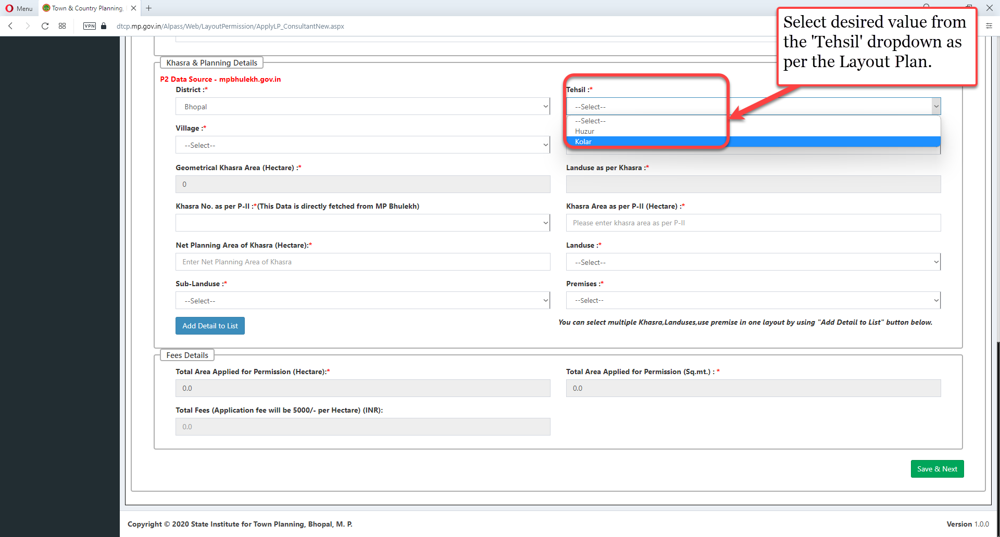 Menu
Town & Country Planning,
VPN
dtcp.mp.gov.in/Alpass/Web/LayoutPermission/ApplyLP_ConsultantNew.aspx
Select desired value from
the 'Tehsil' dropdown as
per the Layout Plan.
Khasra & Planning Details
P2 Data Source - mpbhulekh.gov.in
District :*
Tehsil :*
Bhopal
--Select--
--Select--
Huzur
Kolar
Village :*
--Select--
Geometrical Khasra Area (Hectare) :*
Landuse as per Khasra :*
0
Khasra No. as per P-II :*(This Data is directly fetched from MP Bhulekh)
Khasra Area as per P-II (Hectare) :*
Please enter khasra area as per P-II
Net Planning Area of Khasra (Hectare):*
Landuse :*
Enter Net Planning Area of Khasra
--Select--
Sub-Landuse :*
Premises :*
--Select--
--Select--
Add Detail to List
You can select multiple Khasra,Landuses,use premise in one layout by using "Add Detail to List" button below.
Fees Details
Total Area Applied for Permission (Hectare):*
Total Area Applied for Permission (Sq.mt.) : *
0.0
0.0
Total Fees (Application fee will be 5000/- per Hectare) (INR):
0.0
Save & Next
Copyright © 2020 State Institute for Town Planning, Bhopal, M. P.
Version 1.0.0